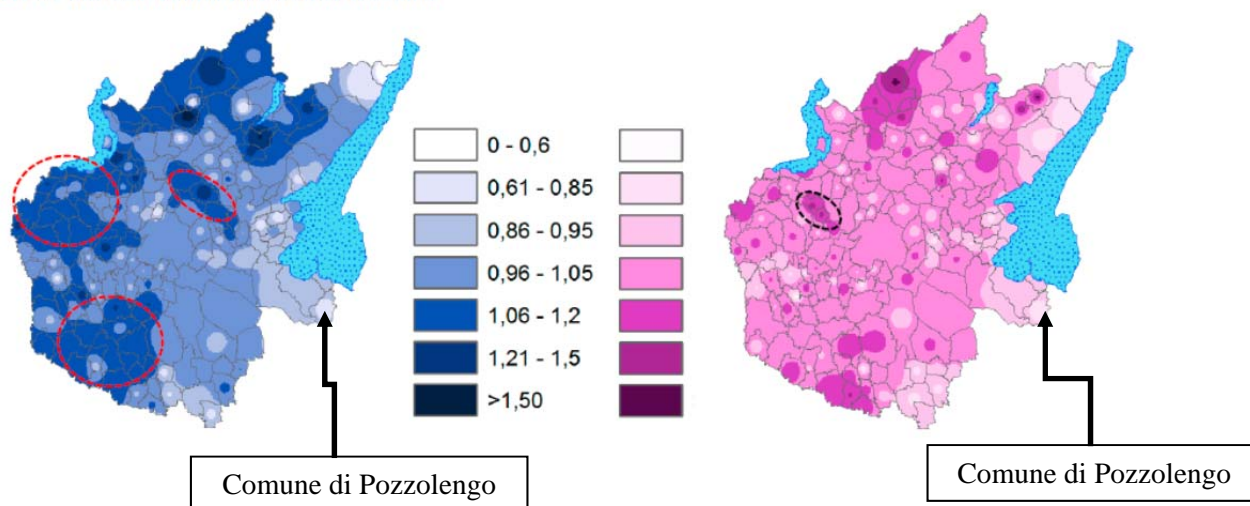 0 - 0,6
0,61 - 0,85
0,86 - 0,95
0,96 - 1,05
1,06 - 1,2
1,21 - 1,5
>1,50
Comune di Pozzolengo
Comune di Pozzolengo